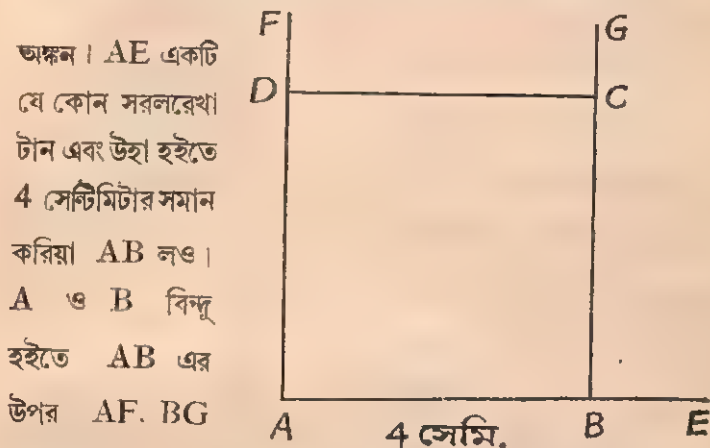 অঙ্কন। AE একটি
যে কোন সরলরেখা
টান এবং উহা হইতে
4 সেন্টিমিটার সমান
করিয়া AB লও।
A ও B বিন্দু
হইতে AB এর
উপর AF. BG
F
G
D
C
A
4 সেমি.
B
E